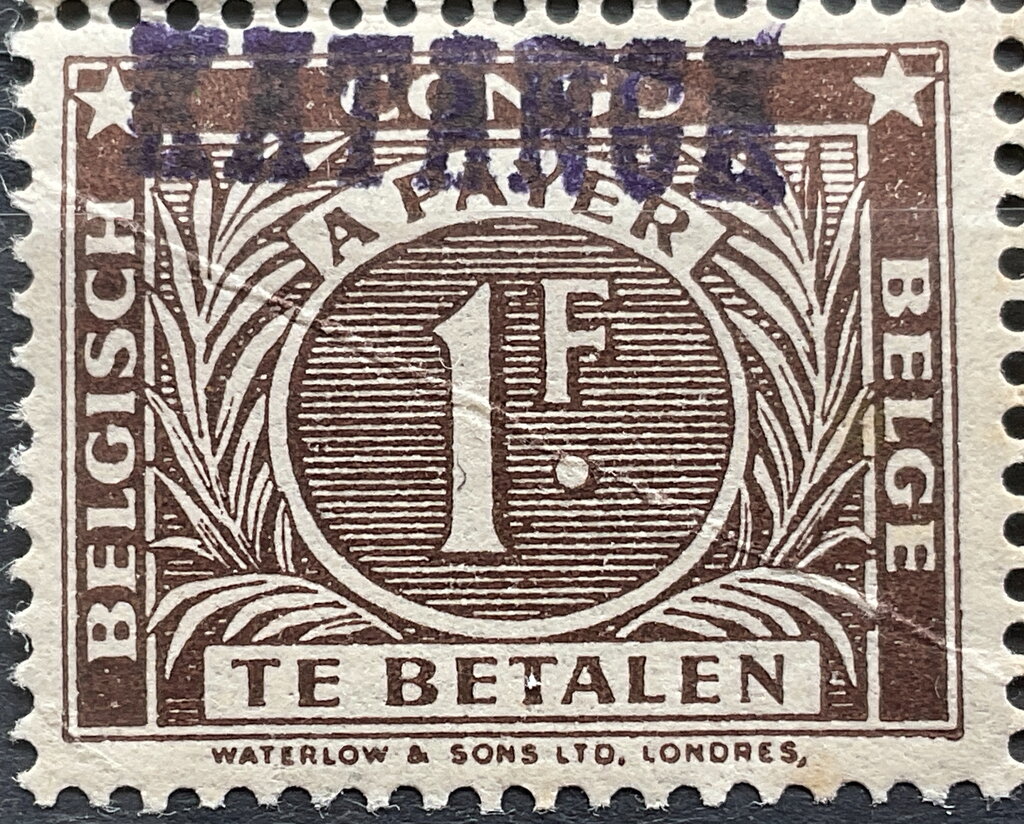 KATANGA
CONGO
A PAYER
BELGISCH
BELGE
1F.
TE BETALEN
WATERLOW & SONS LTD, LONDRES,